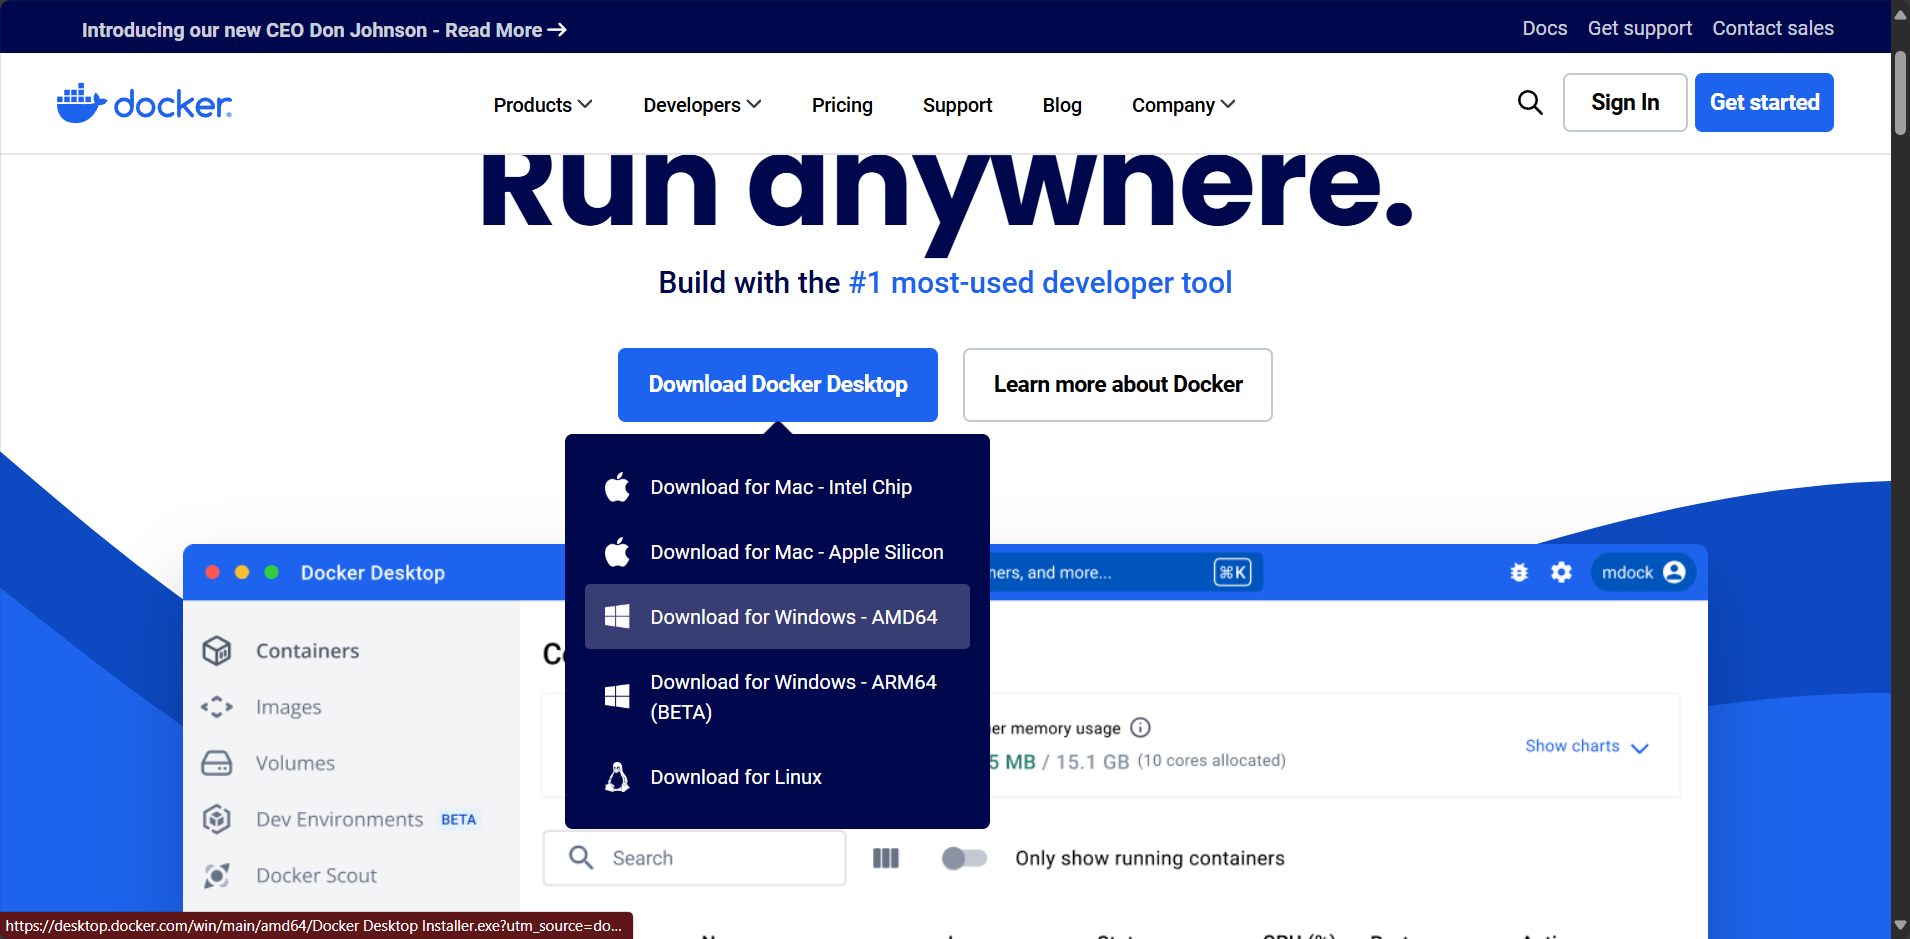 Introducing our new CEO Don Johnson - Read More
Docs Get support Contact sales
docker
Products Developers Pricing Support Blog Company
Sign In Get started
Run anywhere.
Build with the #1 most-used developer tool
Download Docker Desktop Learn more about Docker
Download for Mac - Intel Chip
Download for Mac - Apple Silicon
Download for Windows - AMD64
Download for Windows - ARM64
(BETA)
Download for Linux
Docker Desktop
ners, and more... ⌘K
mdock
Containers
Images
Volumes
Dev Environments BETA
Docker Scout
er memory usage
5 MB / 15.1 GB (10 cores allocated)
Show charts
Search
Only show running containers
https://desktop.docker.com/win/main/amd64/Docker Desktop Installer.exe?utm_source=do...